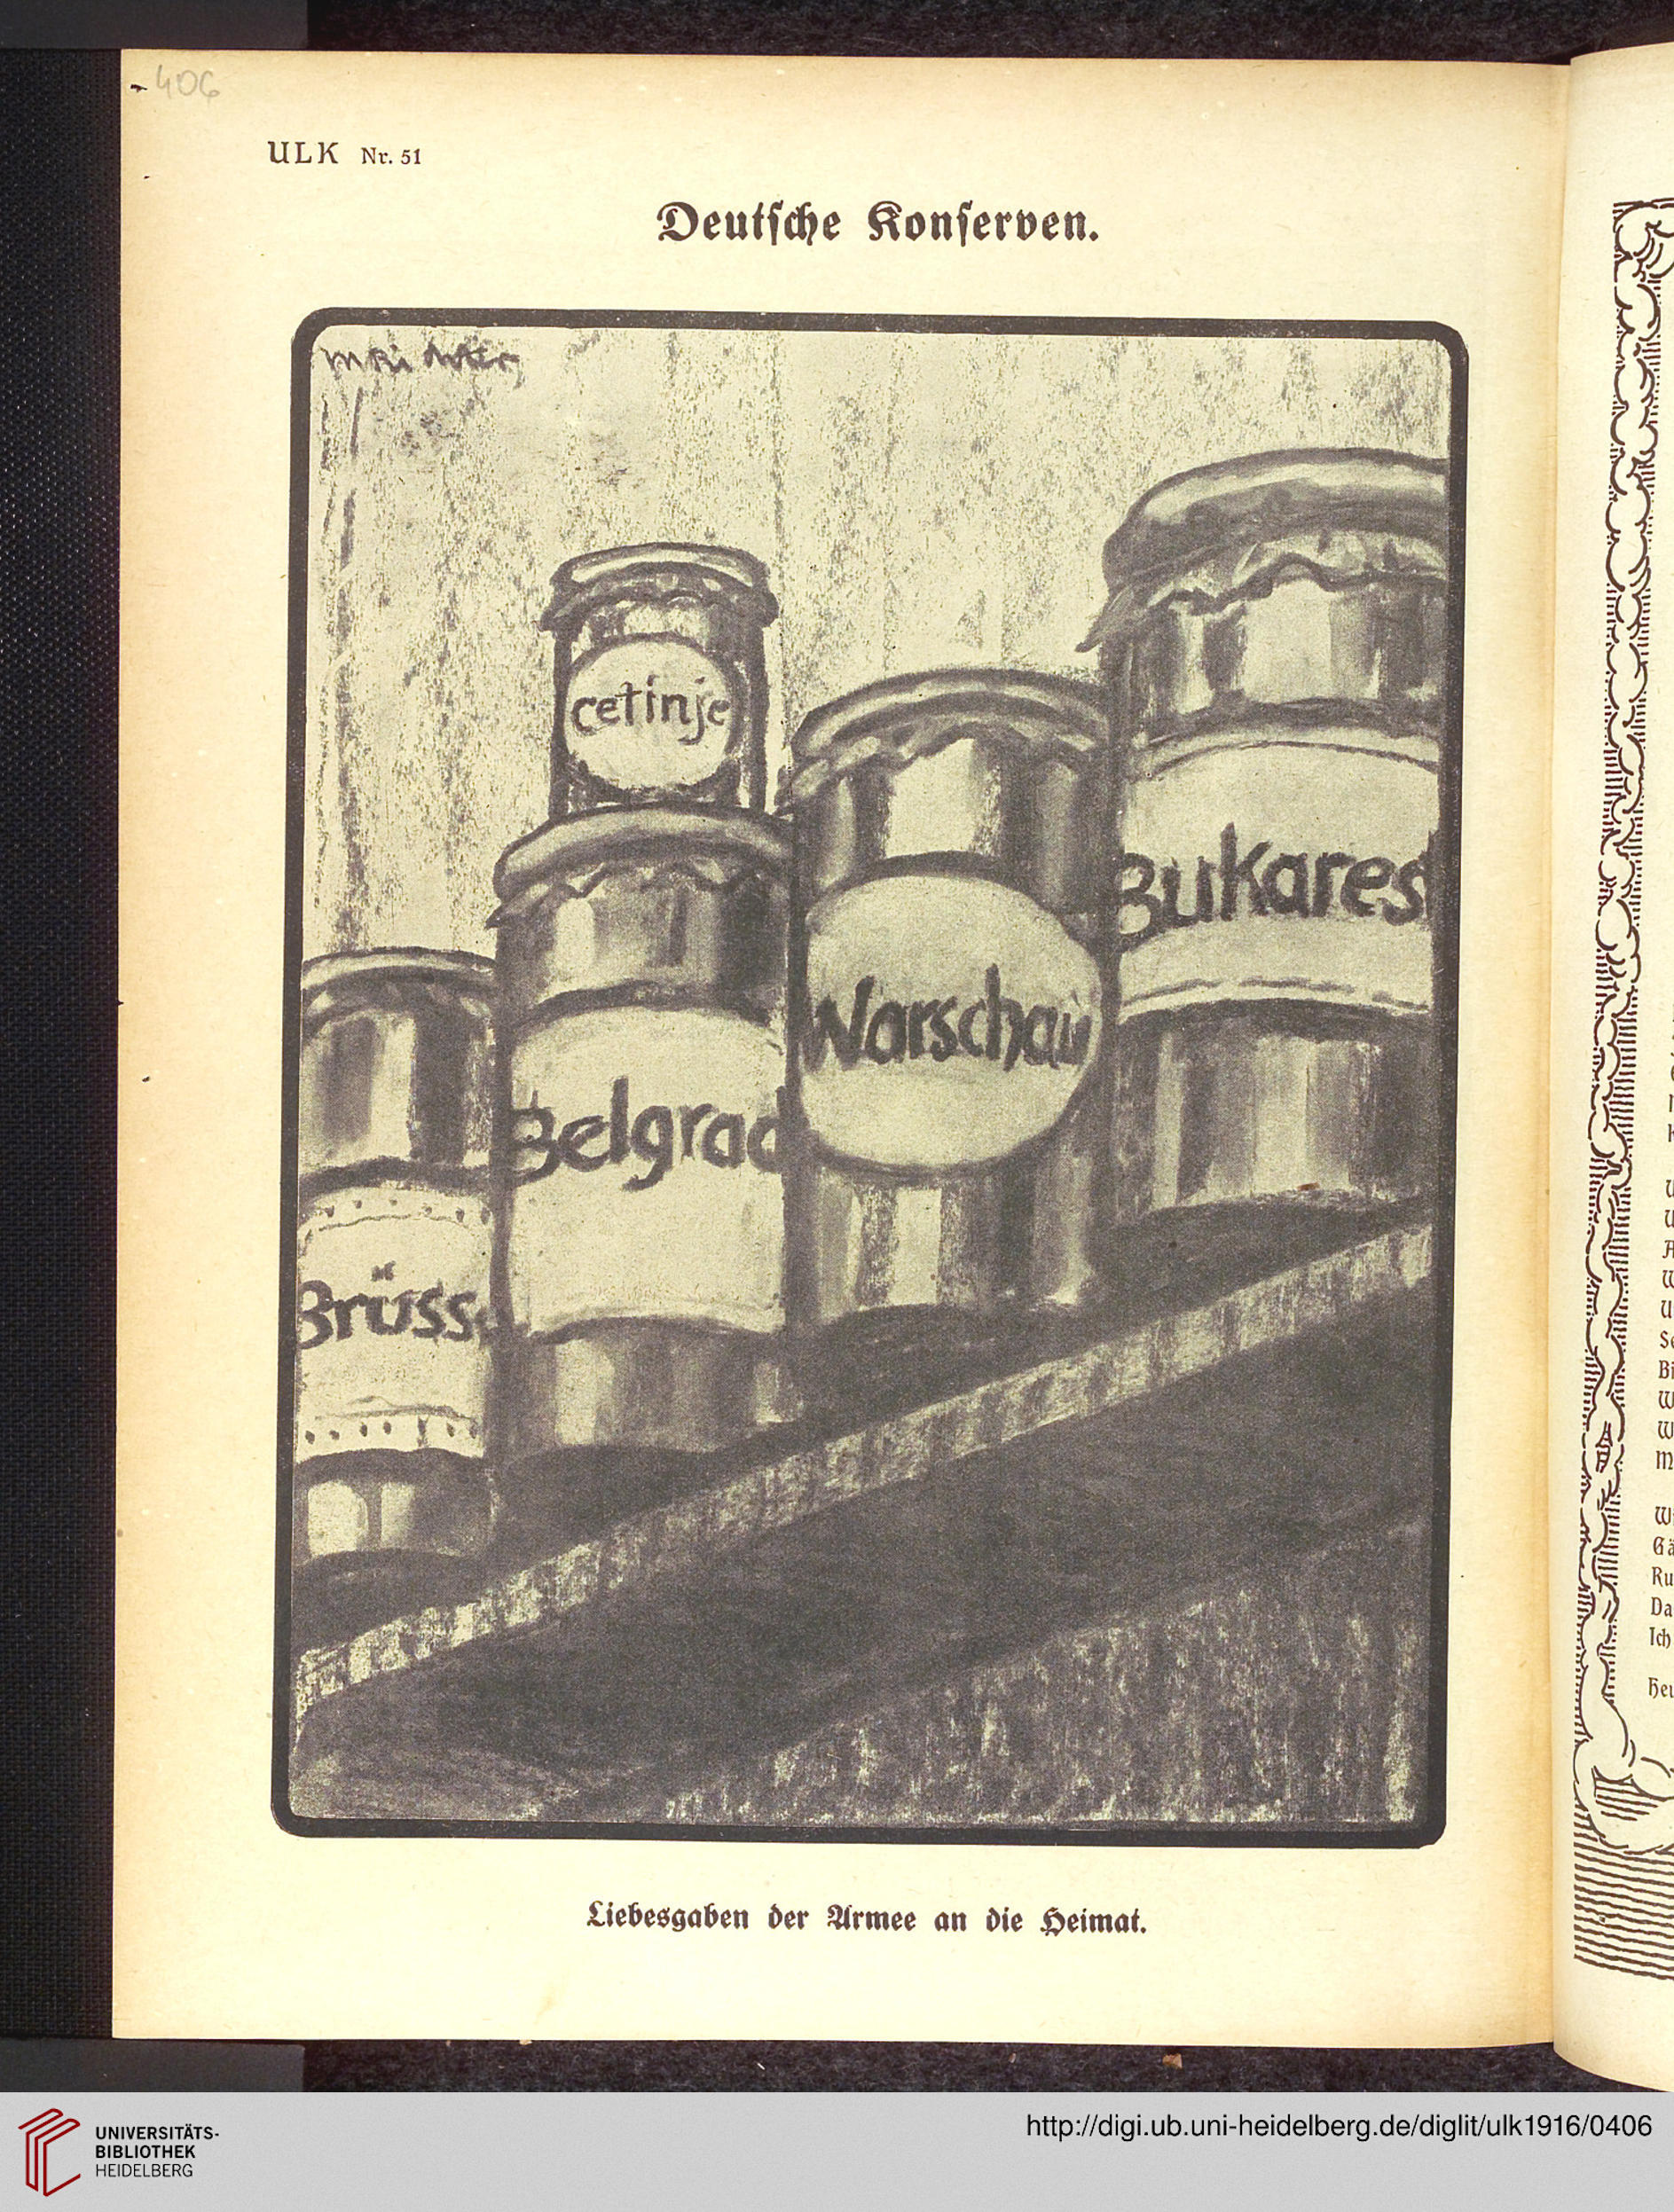 406
ULK Nr. 51
Deutsche Konserven.
cetinje
Bukarest
Warschau
Belgrad
Brüss
Liebesgaben der Armee an die Heimat.
UNIVERSITÄTS-
BIBLIOTHEK
HEIDELBERG
http://digi.ub.uni-heidelberg.de/diglit/ulk1916/0406